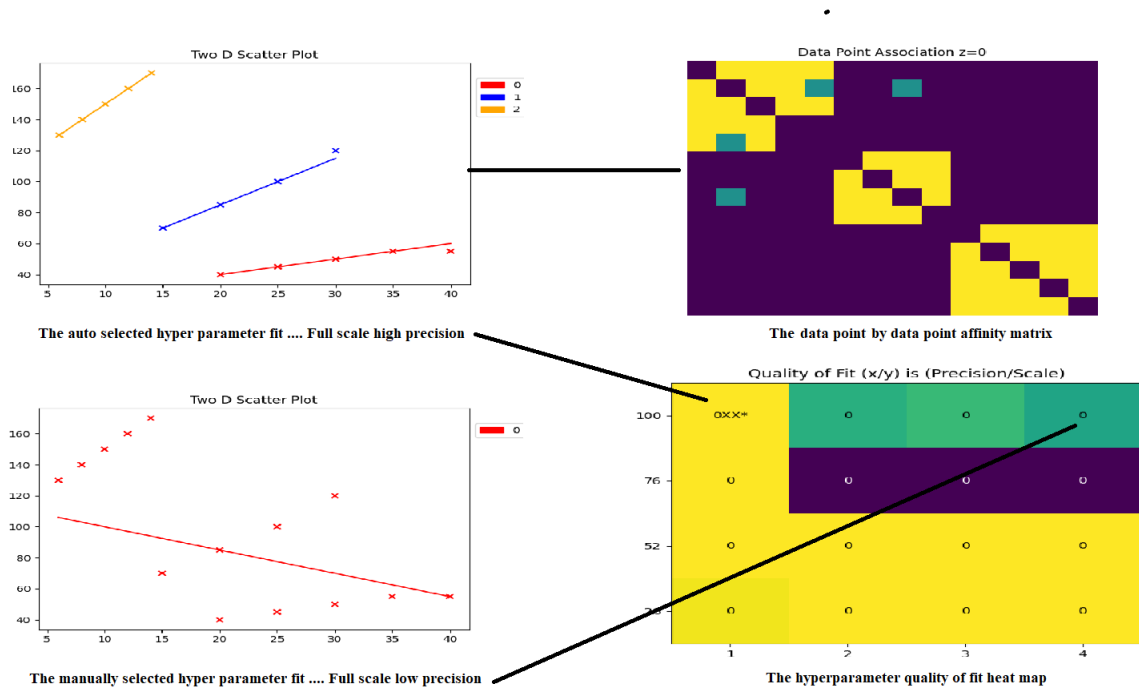 Two D Scatter Plot
160
140
120
100
80
60
40
5 10 15 20 25 30 35 40
0
1
2
The auto selected hyper parameter fit .... Full scale high precision
Data Point Association z=0
The data point by data point affinity matrix
Two D Scatter Plot
160
140
120
100
80
60
40
5 10 15 20 25 30 35 40
0
The manually selected hyper parameter fit .... Full scale low precision
Quality of Fit (x/y) is (Precision/Scale)
100 0XX* 0 0 0
76 0 0 0 0
52 0 0 0 0
0 0 0 0
1 2 3 4
The hyperparameter quality of fit heat map